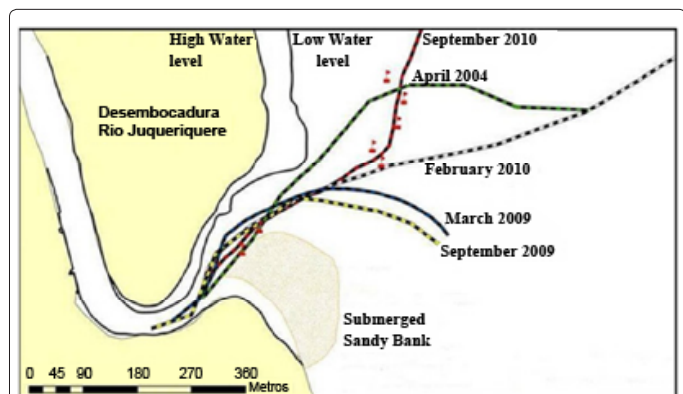 High Water
level
Low Water
level
September 2010
April 2004
Desembocadura
Rio Juqueriquere
February 2010
March 2009
September 2009
Submerged
Sandy Bank
0 45 90 180 270 360
Metros